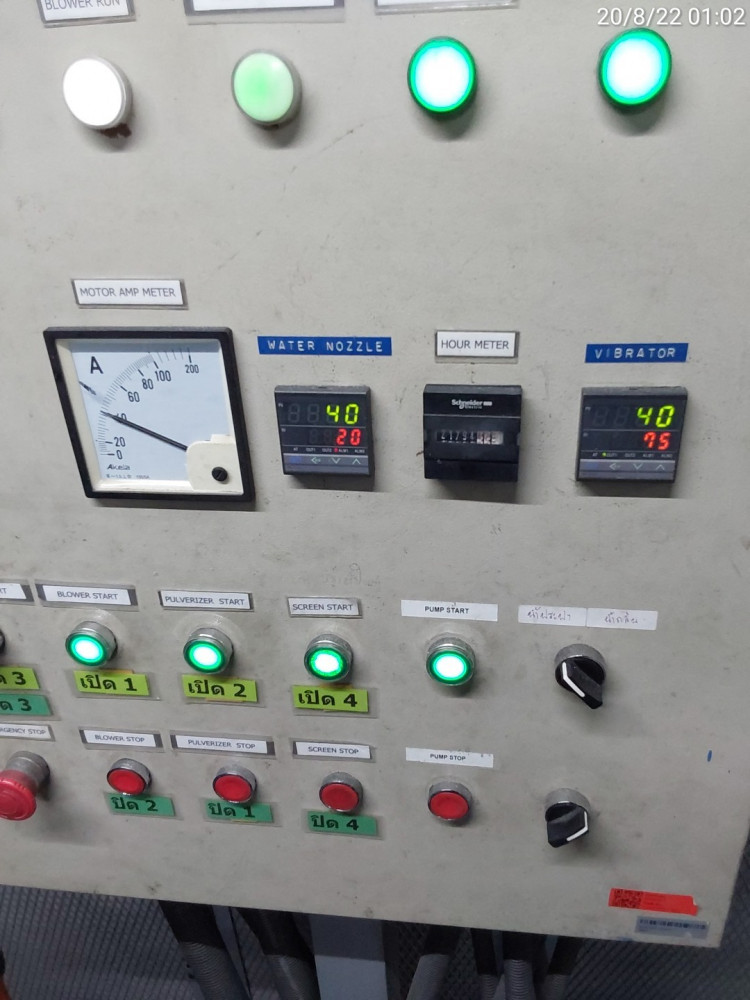 20/8/22 01:02
BLOWER RUN
MOTOR AMP METER
A
200
100
80
60
40
20
0
WATER NOZZLE
40
20
HOUR METER
Schneider
Electric
VIBRATOR
40
75
BLOWER START
PULVERIZER START
SCREEN START
PUMP START
เปิด 1
เปิด 2
เปิด 4
3
3
BLOWER STOP
PULVERIZER STOP
SCREEN STOP
PUMP STOP
ปิด 2
ปิด 1
ปิด 4